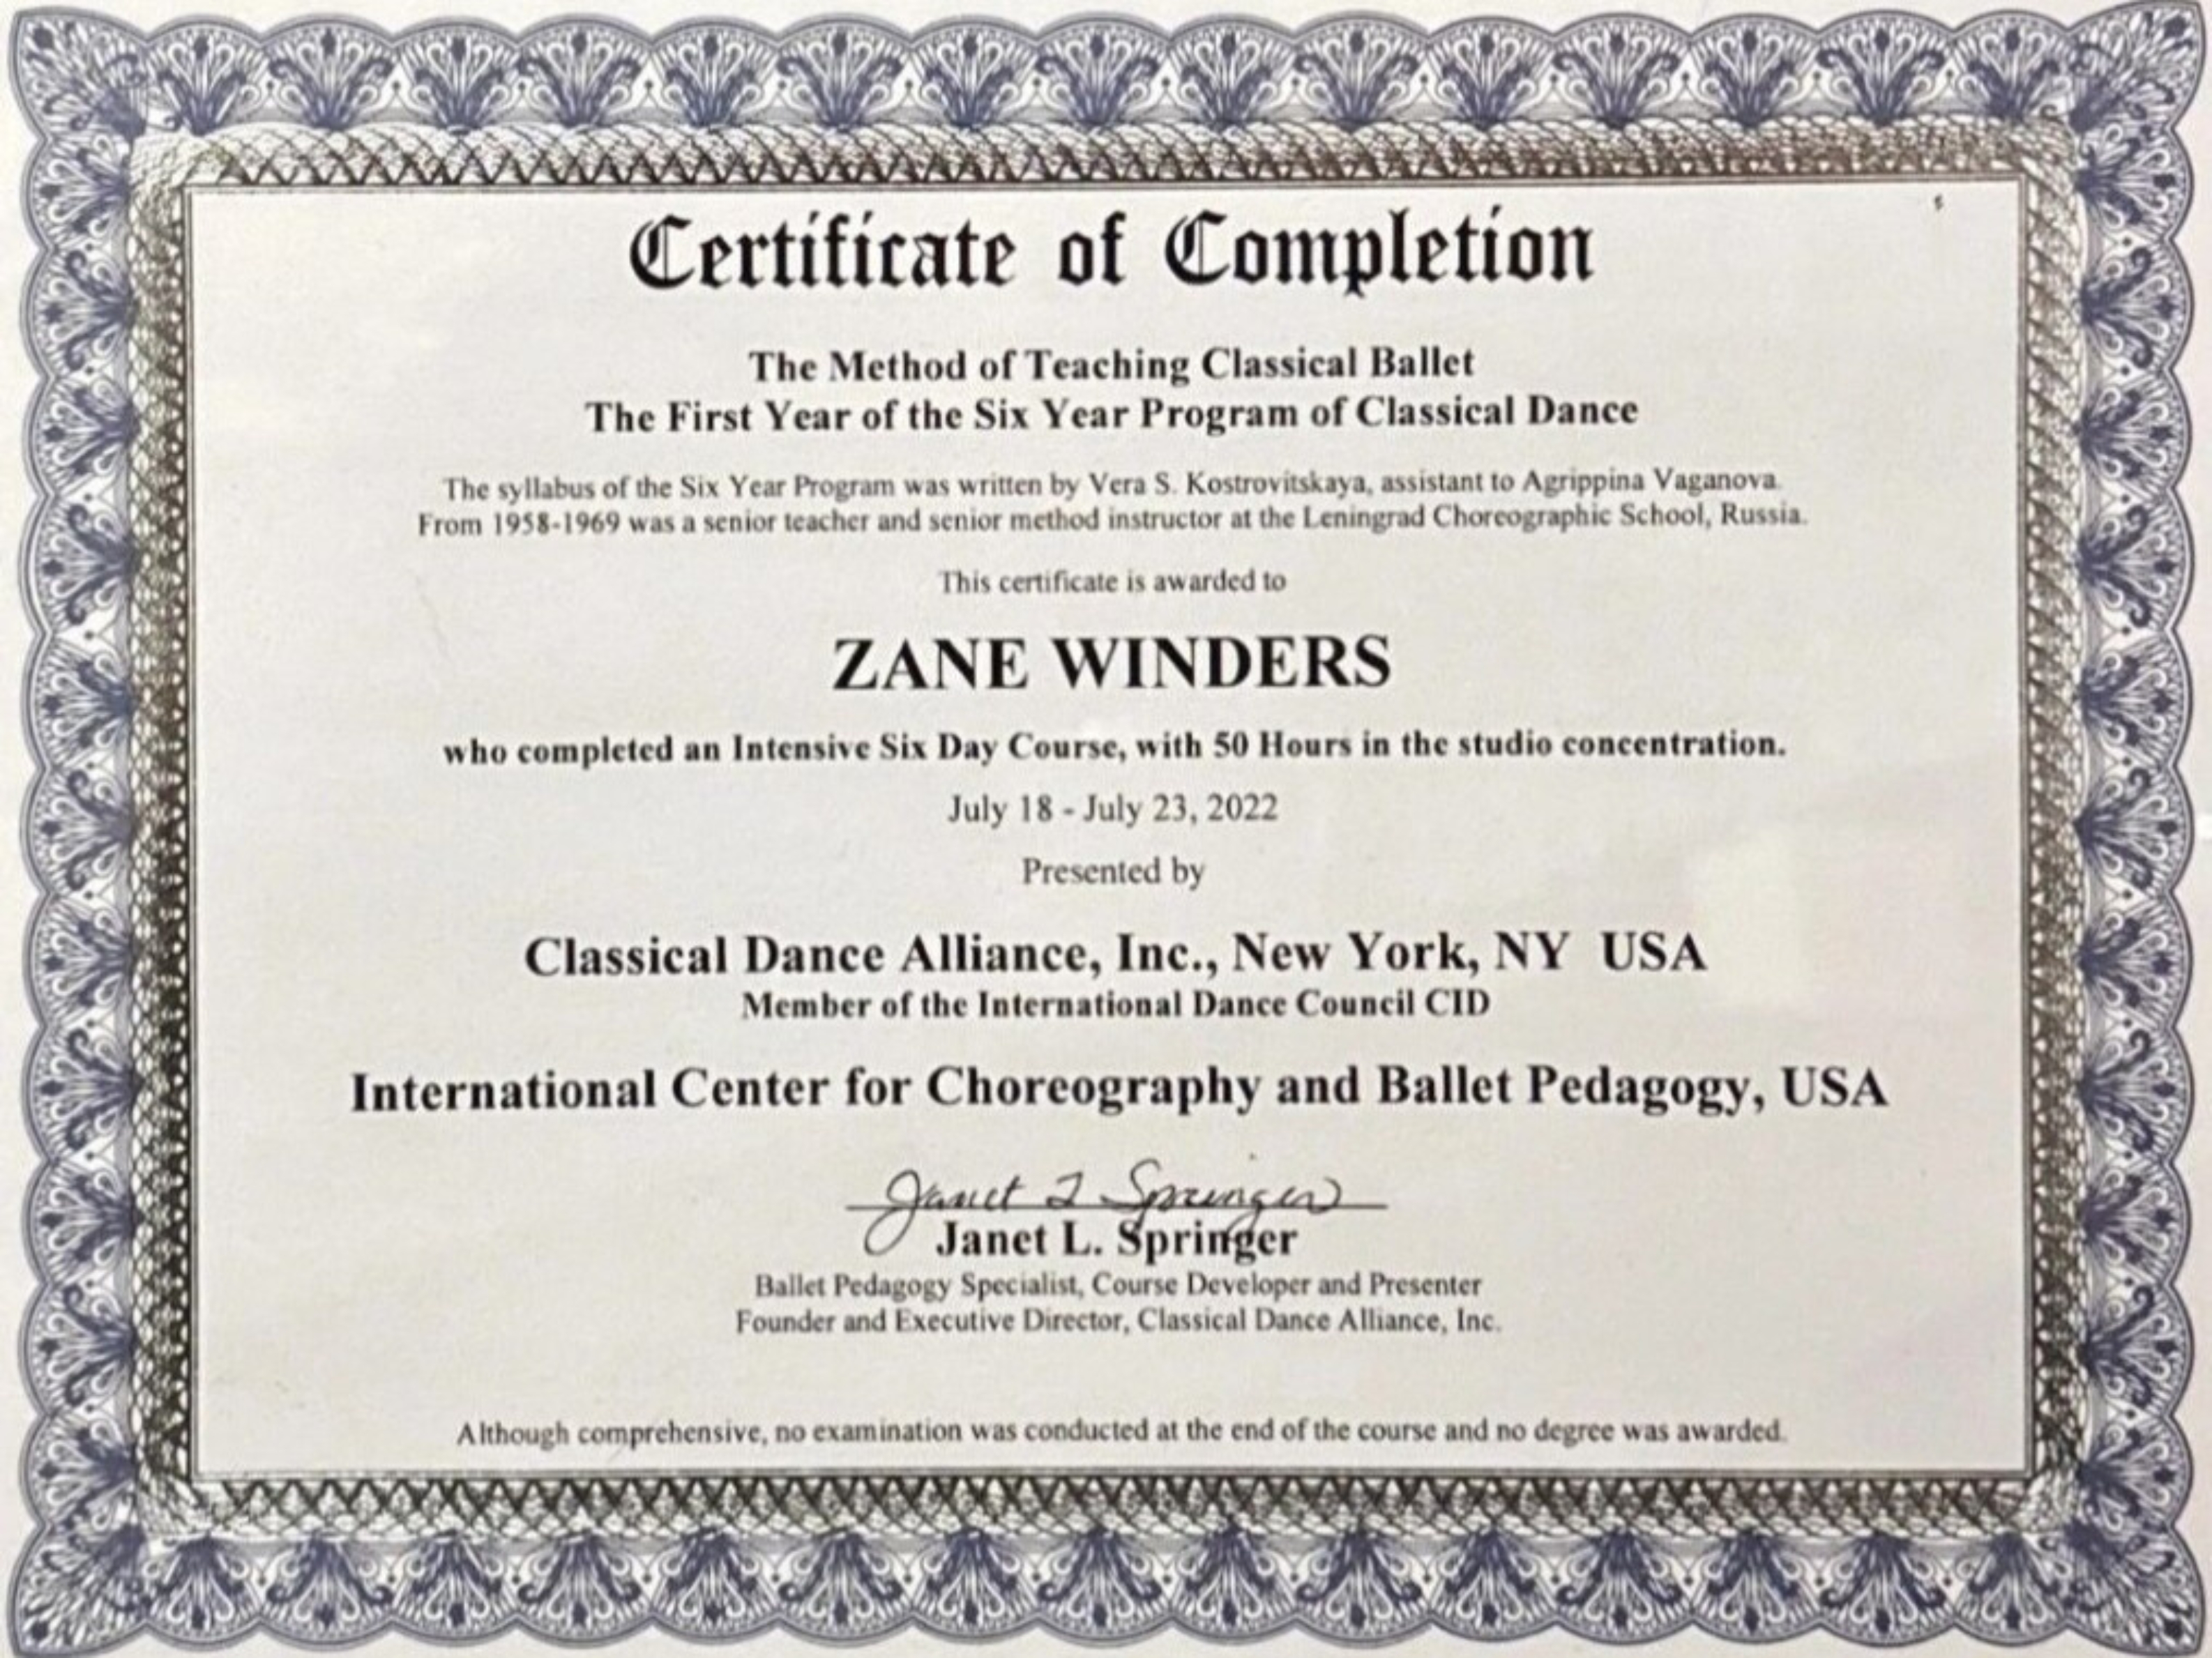 Certificate of Completion
The Method of Teaching Classical Ballet
The First Year of the Six Year Program of Classical Dance
The syllabus of the Six Year Program was written by Vera S. Kostrovitskaya, assistant to Agrippina Vaganova.
From 1958-1969 was a senior teacher and senior method instructor at the Leningrad Choreographic School, Russia.
This certificate is awarded to
ZANE WINDERS
who completed an Intensive Six Day Course, with 50 Hours in the studio concentration.
July 18 - July 23, 2022
Presented by
Classical Dance Alliance, Inc., New York, NY USA
Member of the International Dance Council CID
International Center for Choreography and Ballet Pedagogy, USA
Janet L Springer
Janet L. Springer
Ballet Pedagogy Specialist, Course Developer and Presenter
Founder and Executive Director, Classical Dance Alliance, Inc.
Although comprehensive, no examination was conducted at the end of the course and no degree was awarded.